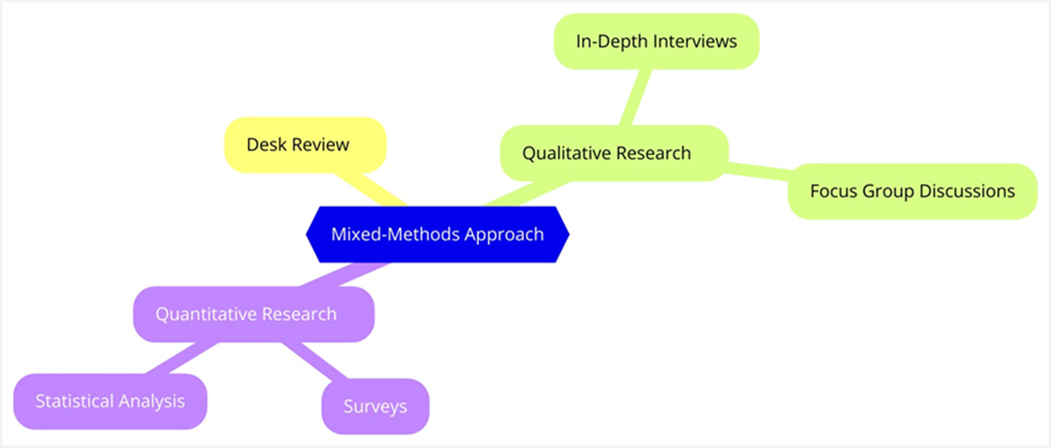 In-Depth Interviews
Desk Review
Qualitative Research
Focus Group Discussions
Mixed-Methods Approach
Quantitative Research
Statistical Analysis
Surveys